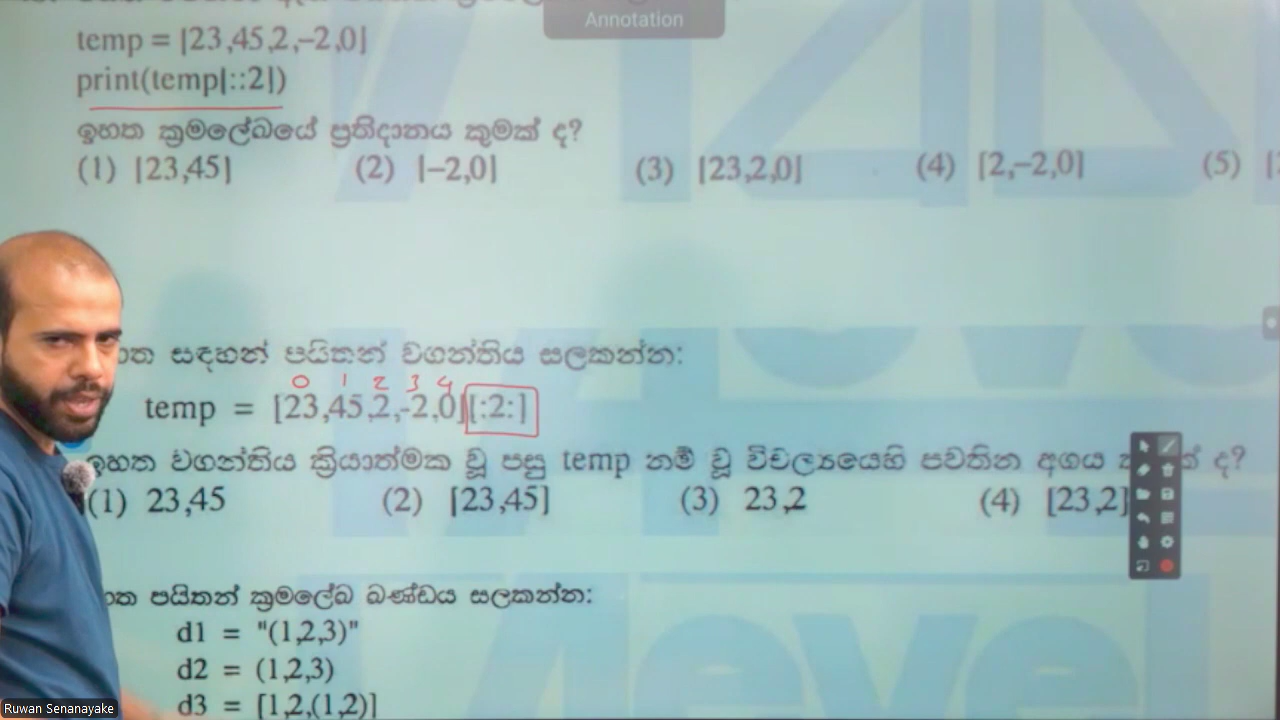 Annotation
temp = [23,45,2,–2,0]
print(temp[::2])
ඉහත ක්‍රමලේඛයේ ප්‍රතිදානය කුමක් ද?
(1) [23,45] (2) [–2,0] (3) [23,2,0] (4) [2,–2,0] (5)
සඳහන් පයිතන් වගන්තිය සලකන්න:
0 1 2 3 4
temp = [23,45,2,-2,0][:2:]
ඉහත වගන්තිය ක්‍රියාත්මක වූ පසු temp නම් වූ විචල්‍යයෙහි පවතින අගය ද?
(1) 23,45 (2) [23,45] (3) 23,2 (4) [23,2]
පයිතන් ක්‍රමලේඛ ඛණ්ඩය සලකන්න:
d1 = "(1,2,3)"
d2 = (1,2,3)
d3 = [1,2,(1,2)]
Ruwan Senanayake